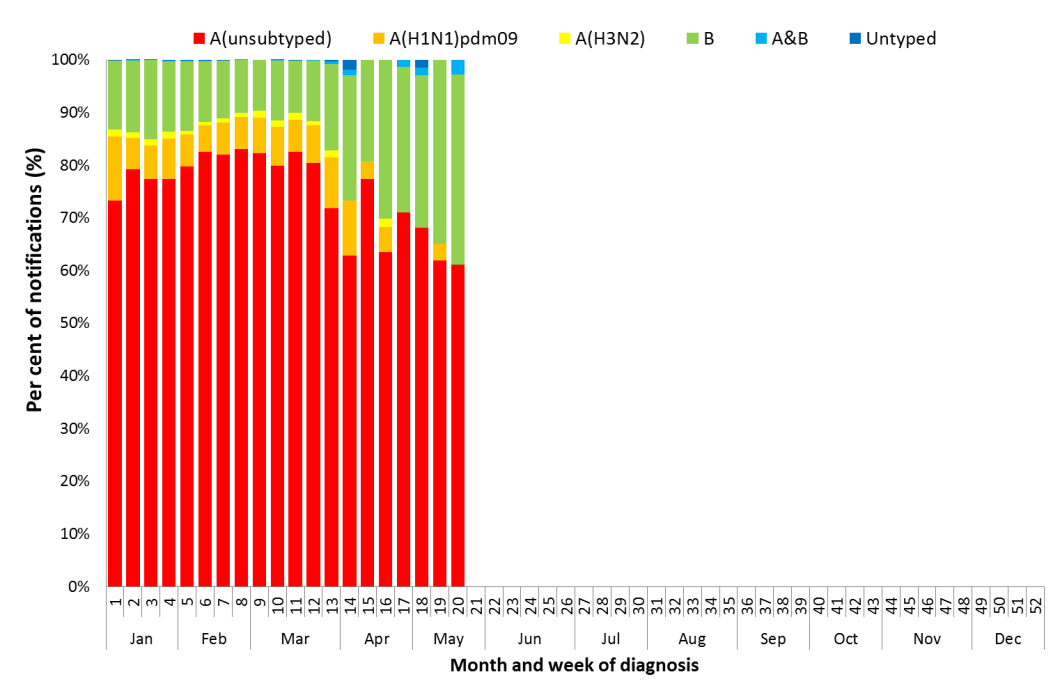 A(unsubtyped) A(H1N1)pdm09 A(H3N2) B A&B Untyped
Per cent of notifications (%)
100%
90%
80%
70%
60%
50%
40%
30%
20%
10%
0%
1 2 3 4 5 6 7 8 9 10 11 12 13 14 15 16 17 18 19 20 21 22 23 24 25 26 27 28 29 30 31 32 33 34 35 36 37 38 39 40 41 42 43 44 45 46 47 48 49 50 51 52
Jan Feb Mar Apr May Jun Jul Aug Sep Oct Nov Dec
Month and week of diagnosis